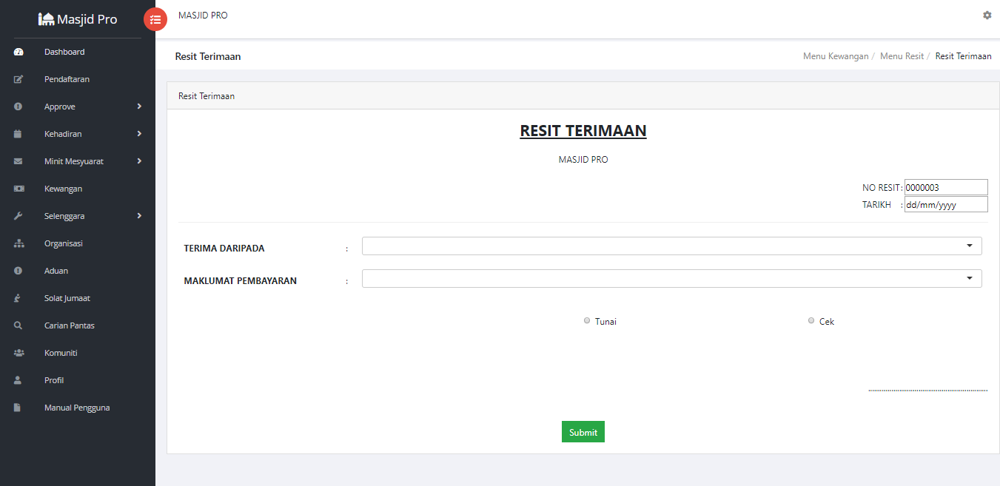 Masjid Pro
MASJID PRO
Dashboard
Pendaftaran
Approve
Kehadiran
Minit Mesyuarat
Kewangan
Selenggara
Organisasi
Aduan
Solat Jumaat
Carian Pantas
Komuniti
Profil
Manual Pengguna
Resit Terimaan
Menu Kewangan / Menu Resit / Resit Terimaan
Resit Terimaan
RESIT TERIMAAN
MASJID PRO
NO RESIT : 0000003
TARIKH : dd/mm/yyyy
TERIMA DARIPADA :
MAKLUMAT PEMBAYARAN :
Tunai Cek
Submit